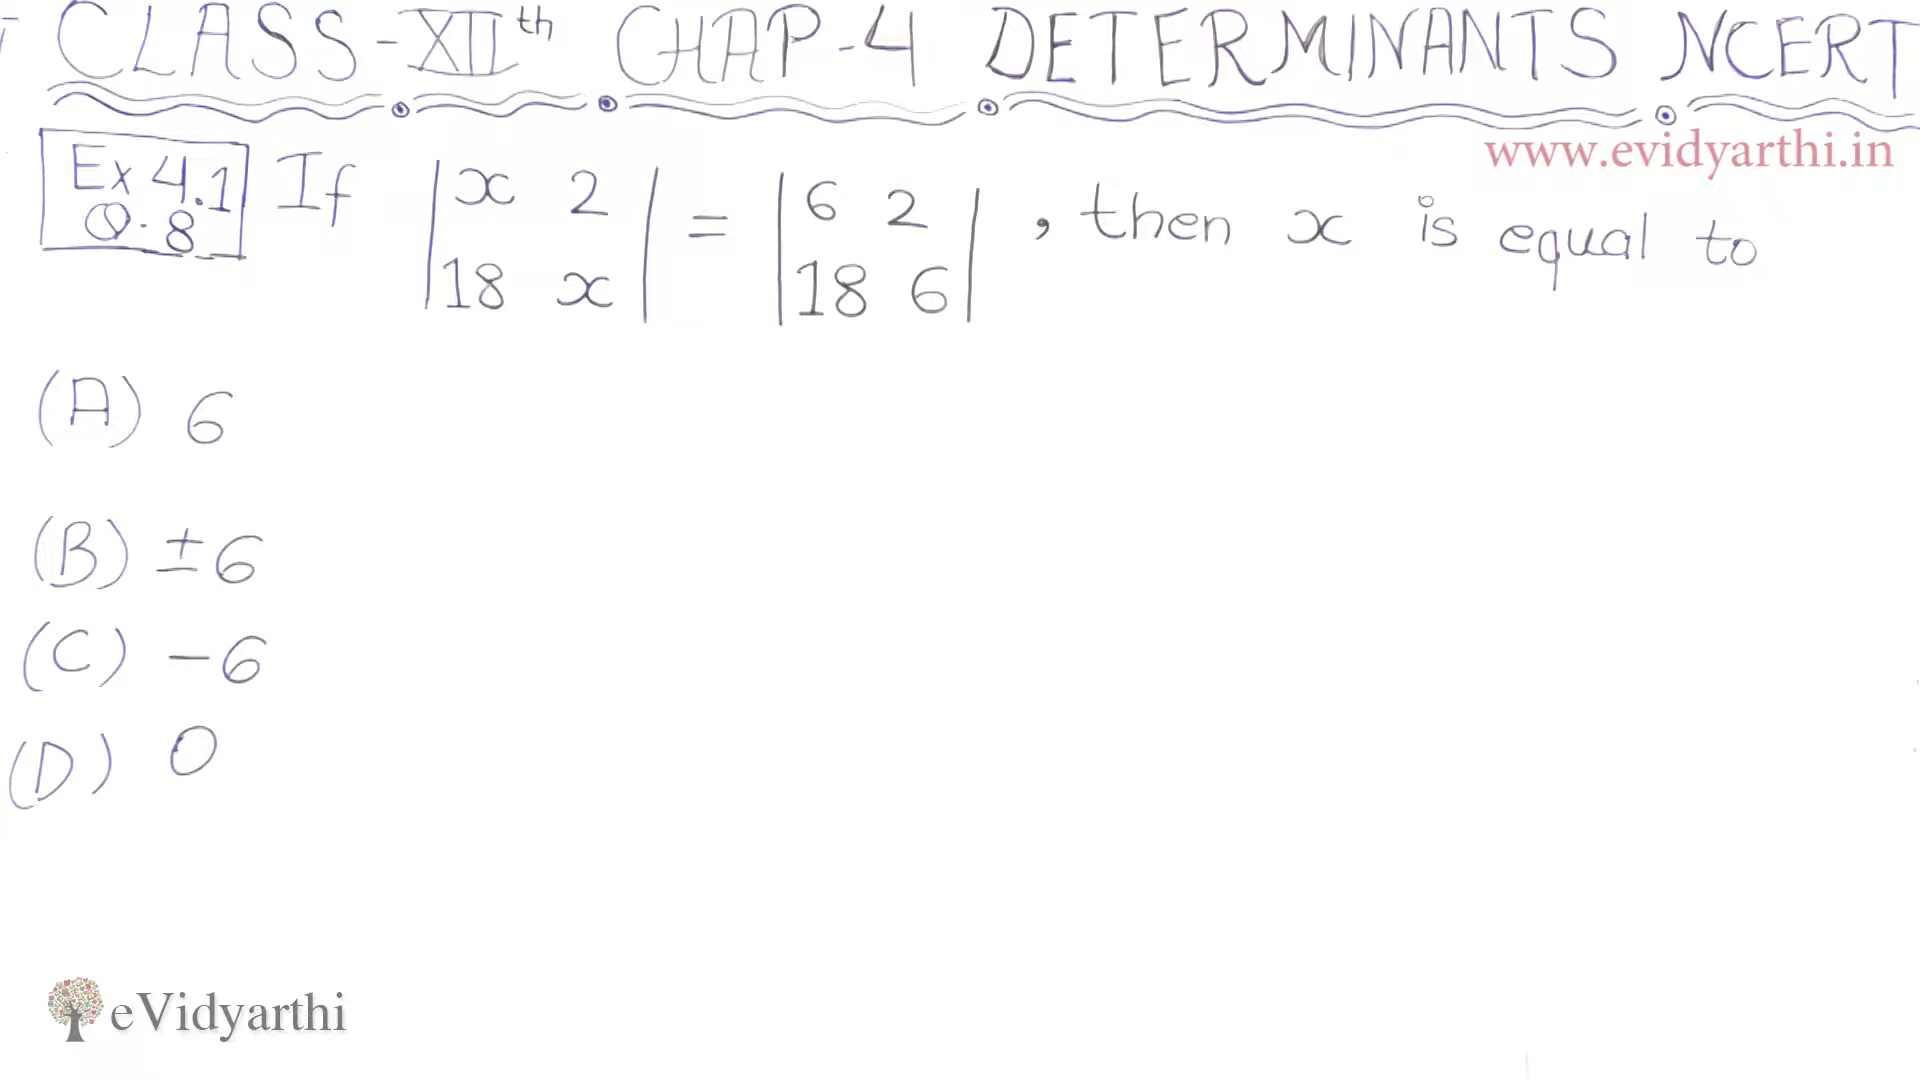 CLASS-XIIth CHAP-4 DETERMINANTS NCERT
www.evidyarthi.in
Ex 4.1
Q.8
If |x 2| = |6 2| , then x is equal to
|18 x| |18 6|
(A) 6
(B) ±6
(C) -6
(D) 0
eVidyarthi